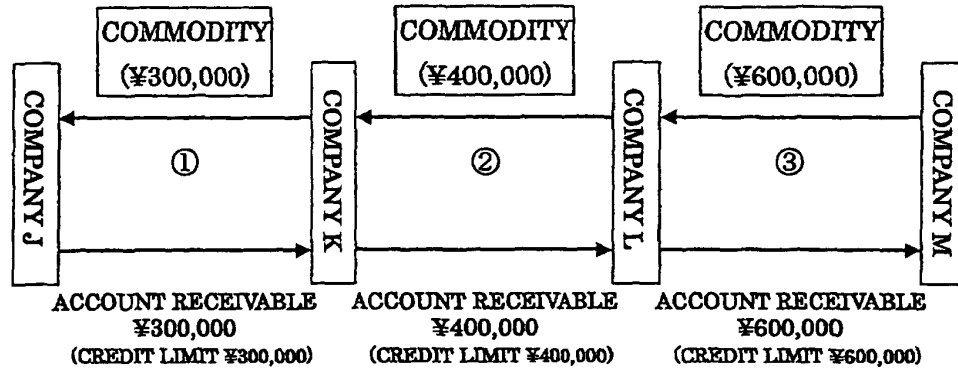 COMMODITY
(¥300,000)
COMMODITY
(¥400,000)
COMMODITY
(¥600,000)
COMPANY J
COMPANY K
COMPANY L
COMPANY M
①
②
③
ACCOUNT RECEIVABLE
¥300,000
(CREDIT LIMIT ¥300,000)
ACCOUNT RECEIVABLE
¥400,000
(CREDIT LIMIT ¥400,000)
ACCOUNT RECEIVABLE
¥600,000
(CREDIT LIMIT ¥600,000)